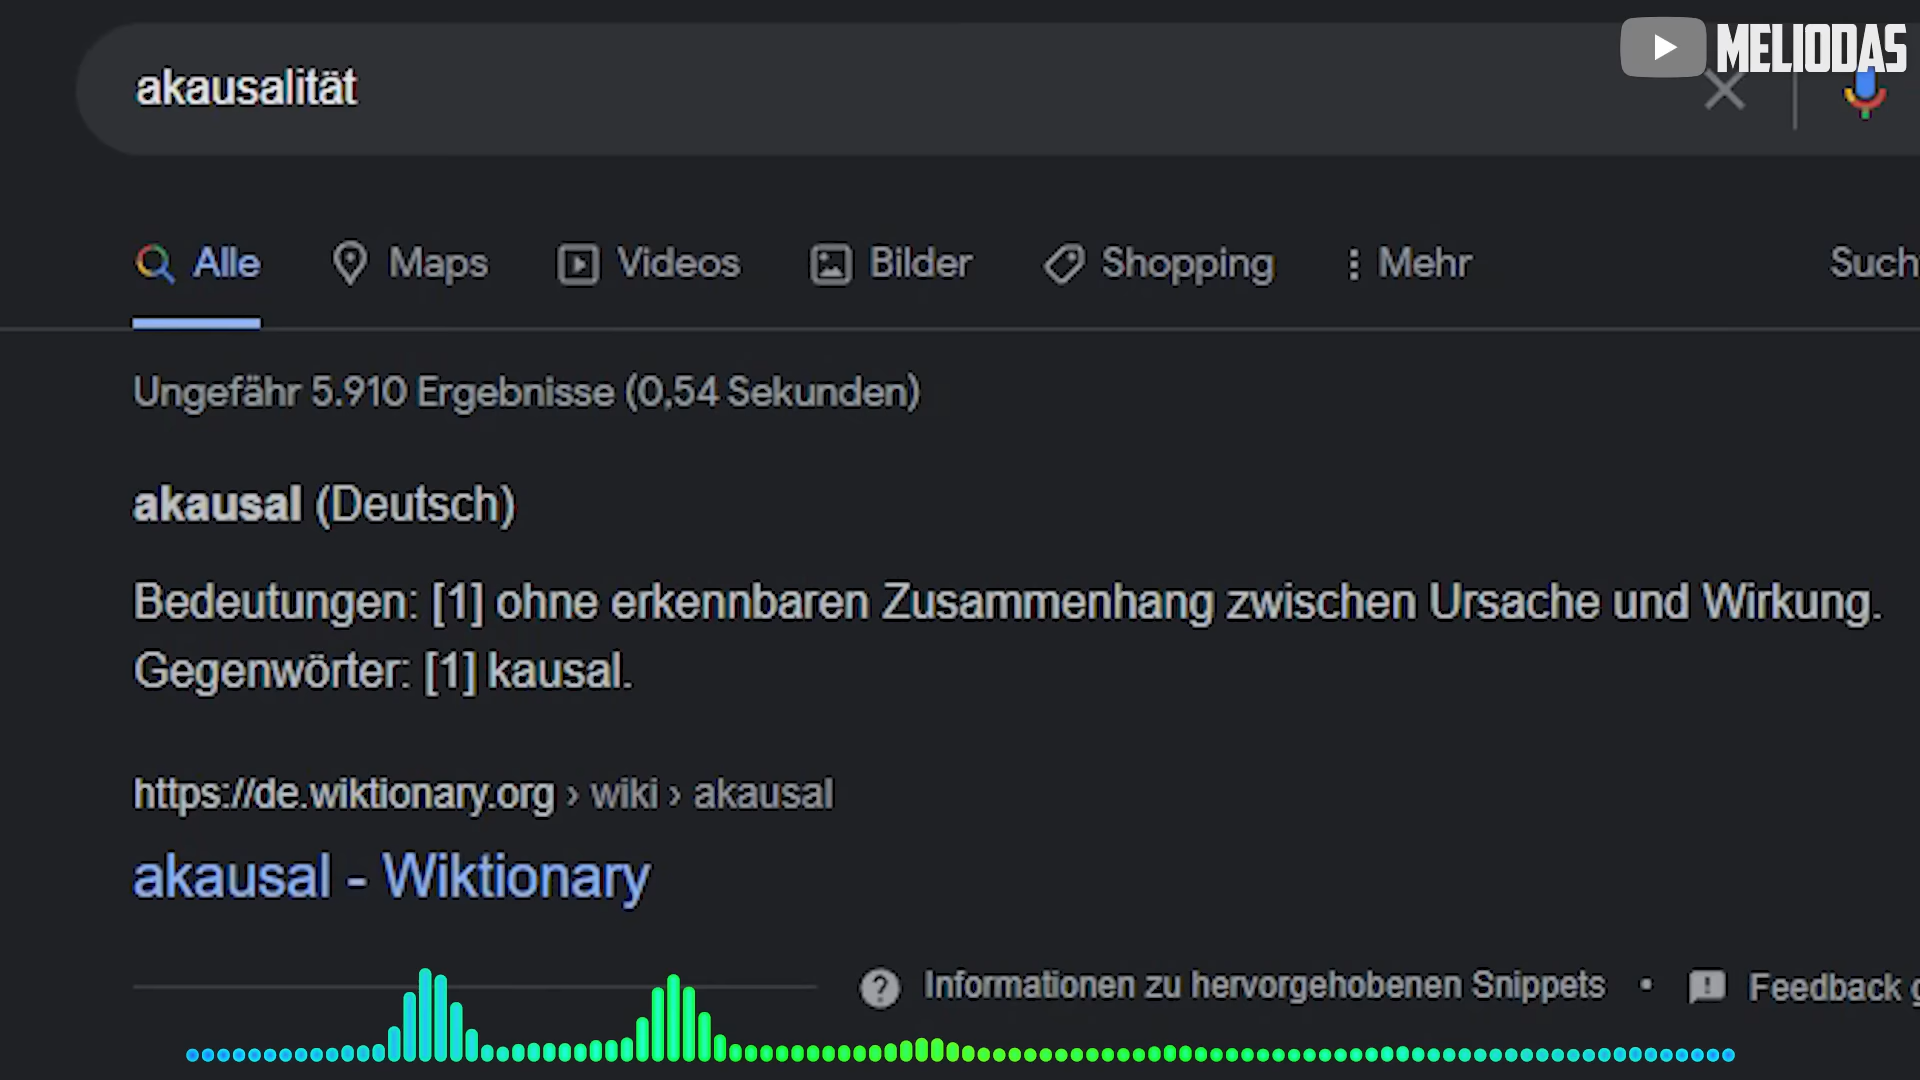 MELIODAS
akausalität
Alle Maps Videos Bilder Shopping Mehr
Ungefähr 5.910 Ergebnisse (0,54 Sekunden)
akausal (Deutsch)
Bedeutungen: [1] ohne erkennbaren Zusammenhang zwischen Ursache und Wirkung.
Gegenwörter: [1] kausal.
https://de.wiktionary.org › wiki › akausal
akausal - Wiktionary
Informationen zu hervorgehobenen Snippets • Feedback